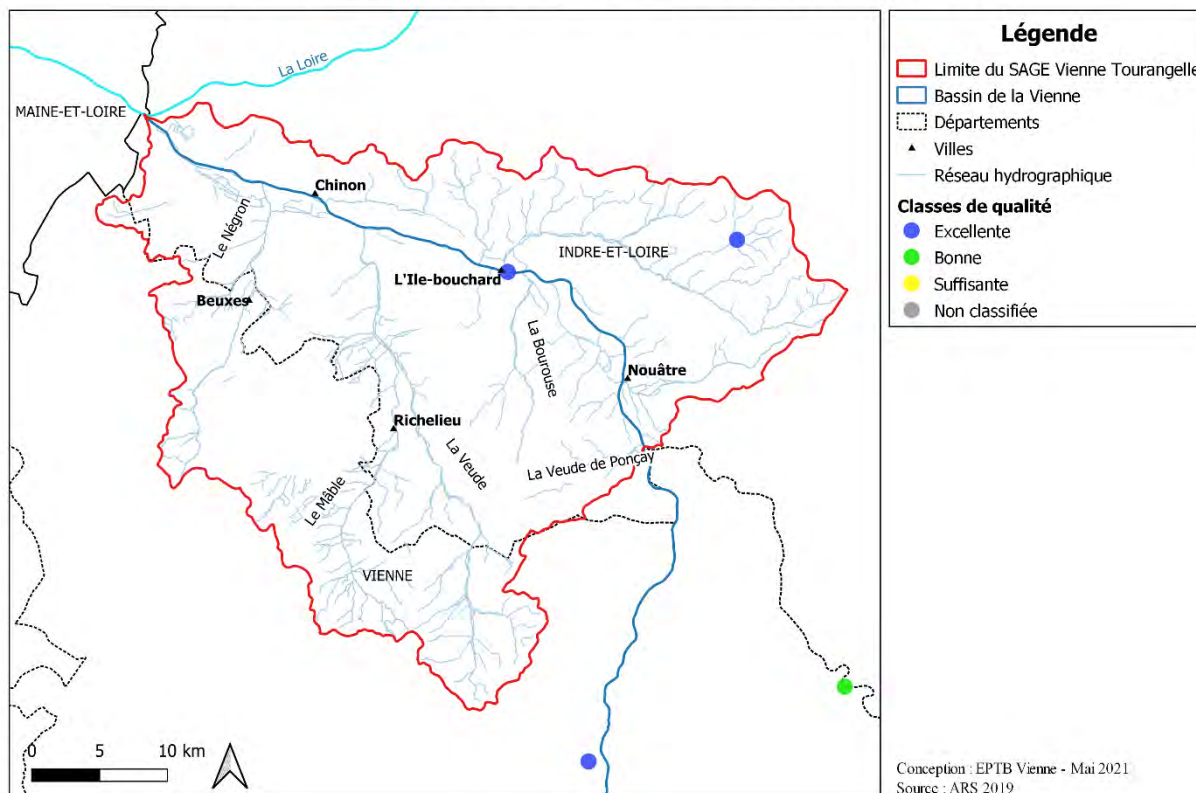 La Loire
MAINE-ET-LOIRE
Chinon
Le Négron
INDRE-ET-LOIRE
L'Ile-bouchard
Beuxes
La Bourouse
Nouâtre
Richelieu
La Veude
La Veude de Ponçay
Le Mâble
VIENNE
0 5 10 km
Légende
Limite du SAGE Vienne Tourangelle
Bassin de la Vienne
Départements
Villes
Réseau hydrographique
Classes de qualité
Excellente
Bonne
Suffisante
Non classifiée
Conception : EPTB Vienne - Mai 2021
Source : ARS 2019